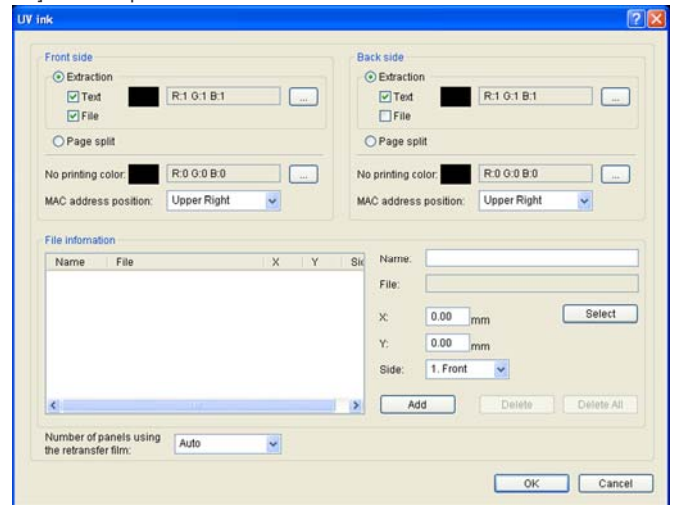 UV ink
Front side
Extraction
Text R:1 G:1 B:1 ...
File
Page split
No printing color: R:0 G:0 B:0 ...
MAC address position: Upper Right
Back side
Extraction
Text R:1 G:1 B:1 ...
File
Page split
No printing color: R:0 G:0 B:0 ...
MAC address position: Upper Right
File infomation
Name File X Y Sic
Name:
File:
X: 0.00 mm Select
Y: 0.00 mm
Side: 1. Front
Add Delete Delete All
Number of panels using
the retransfer film: Auto
OK Cancel